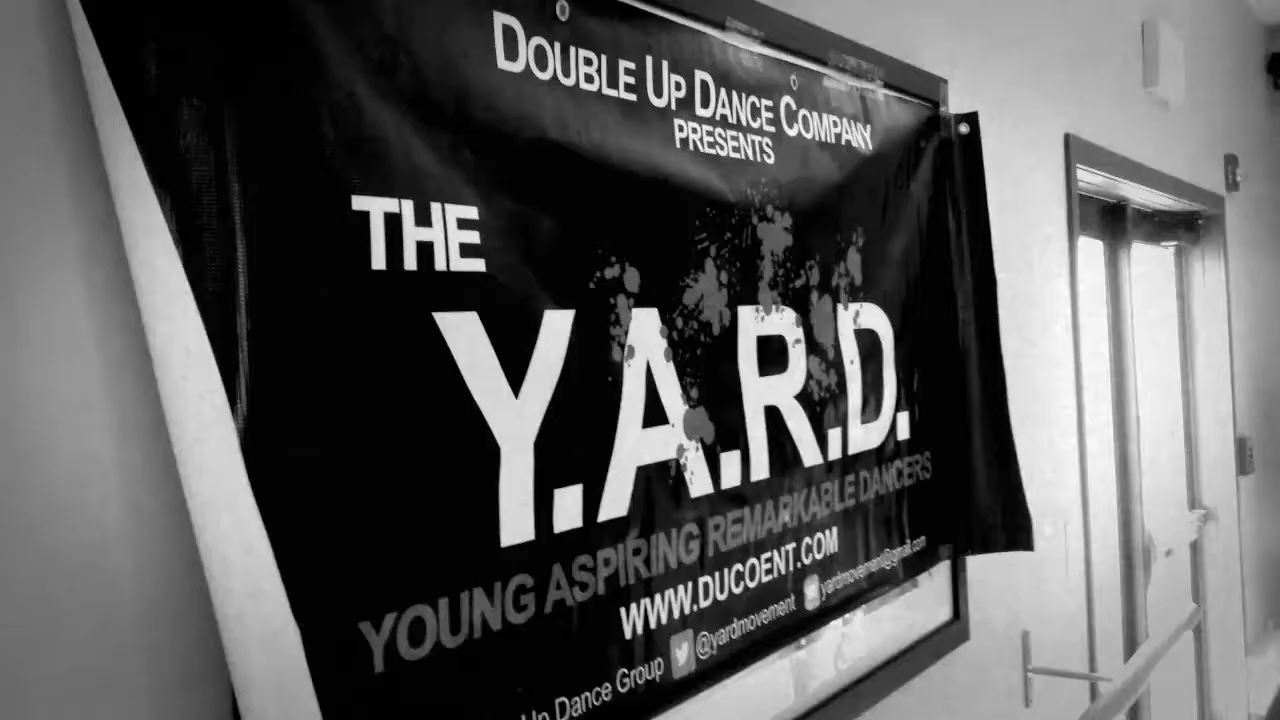 DOUBLE UP DANCE COMPANY
PRESENTS
THE
Y.A.R.D.
YOUNG ASPIRING REMARKABLE DANCERS
WWW.DUCOENT.COM
Up Dance Group @yardmovement yardmovement@gmail.com